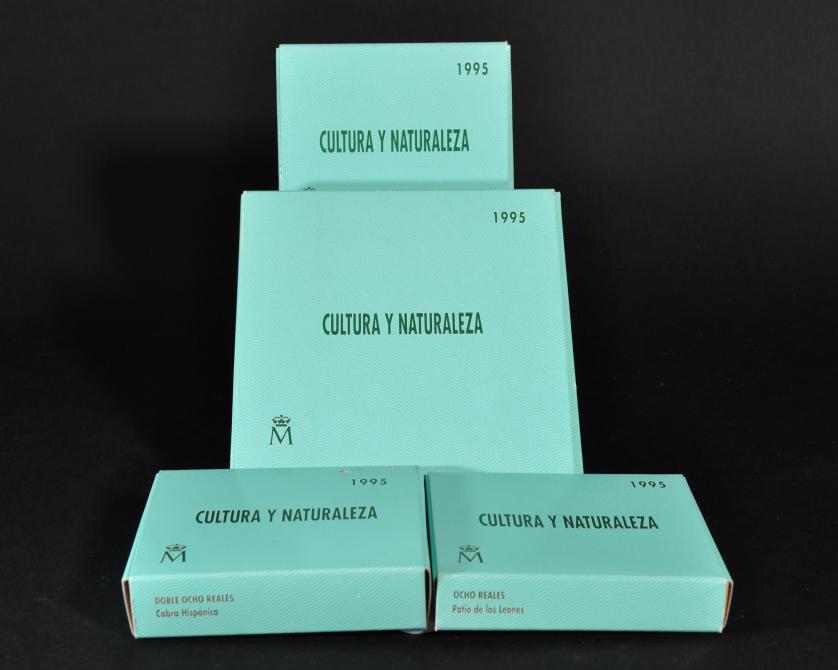 1995
CULTURA Y NATURALEZA
1995
CULTURA Y NATURALEZA
M
1995
CULTURA Y NATURALEZA
M
DOBLE OCHO REALES
Cabra Hispánica
1995
CULTURA Y NATURALEZA
M
OCHO REALES
Patio de los Leones